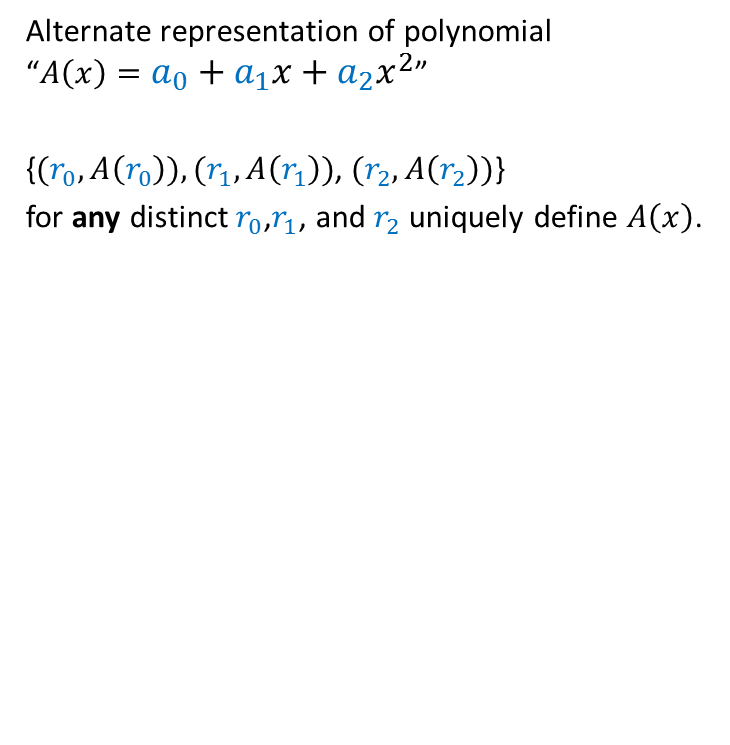 Alternate representation of polynomial
“A(x) = a₀ + a₁x + a₂x²”
{(r₀, A(r₀)), (r₁, A(r₁)), (r₂, A(r₂))}
for any distinct r₀,r₁, and r₂ uniquely define A(x).